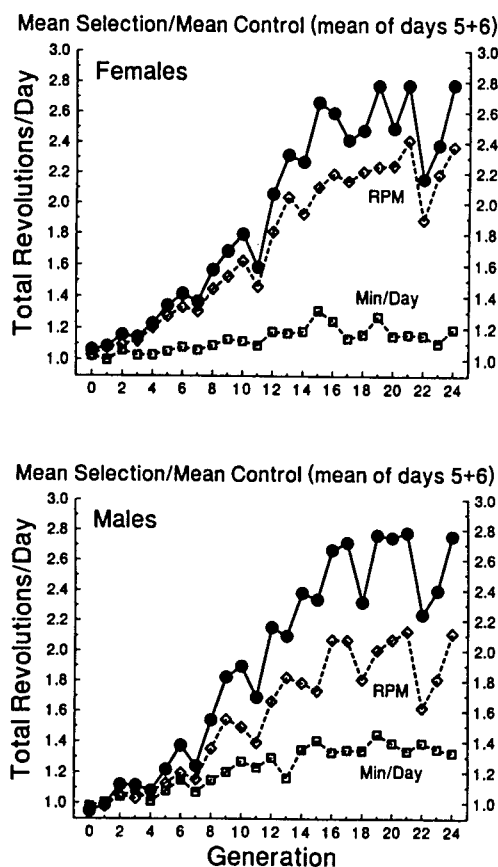 Mean Selection/Mean Control (mean of days 5+6)
Females
Total Revolutions/Day
3.0 3.0
2.8 2.8
2.6 2.6
2.4 2.4
2.2 2.2
2.0 2.0
1.8 1.8
1.6 1.6
1.4 1.4
1.2 1.2
1.0 1.0
RPM
Min/Day
0 2 4 6 8 10 12 14 16 18 20 22 24
Mean Selection/Mean Control (mean of days 5+6)
Males
Total Revolutions/Day
3.0 3.0
2.8 2.8
2.6 2.6
2.4 2.4
2.2 2.2
2.0 2.0
1.8 1.8
1.6 1.6
1.4 1.4
1.2 1.2
1.0 1.0
RPM
Min/Day
0 2 4 6 8 10 12 14 16 18 20 22 24
Generation